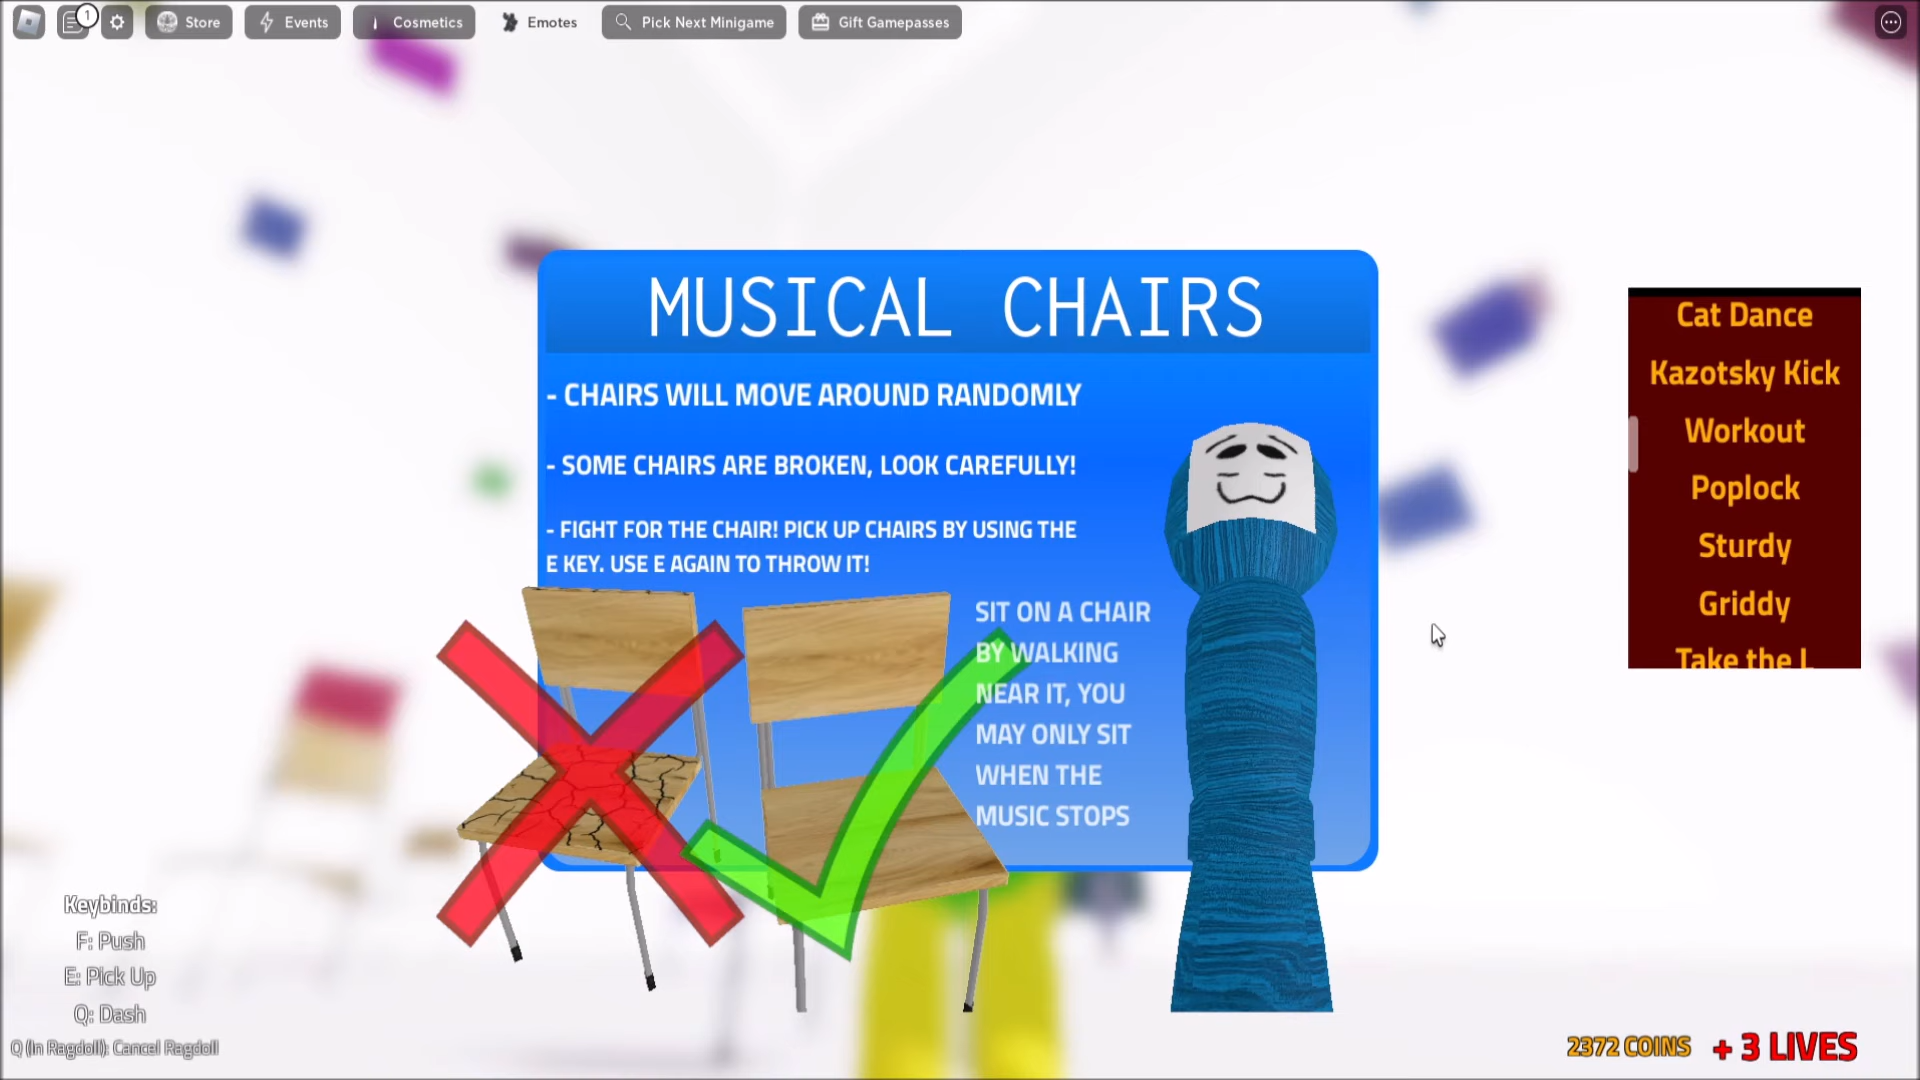 1
Store
Events
Cosmetics
Emotes
Pick Next Minigame
Gift Gamepasses
MUSICAL CHAIRS
- CHAIRS WILL MOVE AROUND RANDOMLY
- SOME CHAIRS ARE BROKEN, LOOK CAREFULLY!
- FIGHT FOR THE CHAIR! PICK UP CHAIRS BY USING THE
E KEY. USE E AGAIN TO THROW IT!
SIT ON A CHAIR
BY WALKING
NEAR IT, YOU
MAY ONLY SIT
WHEN THE
MUSIC STOPS
Cat Dance
Kazotsky Kick
Workout
Poplock
Sturdy
Griddy
Take the L
Keybinds:
F: Push
E: Pick Up
Q: Dash
Q (In Ragdoll): Cancel Ragdoll
2372 COINS
+ 3 LIVES